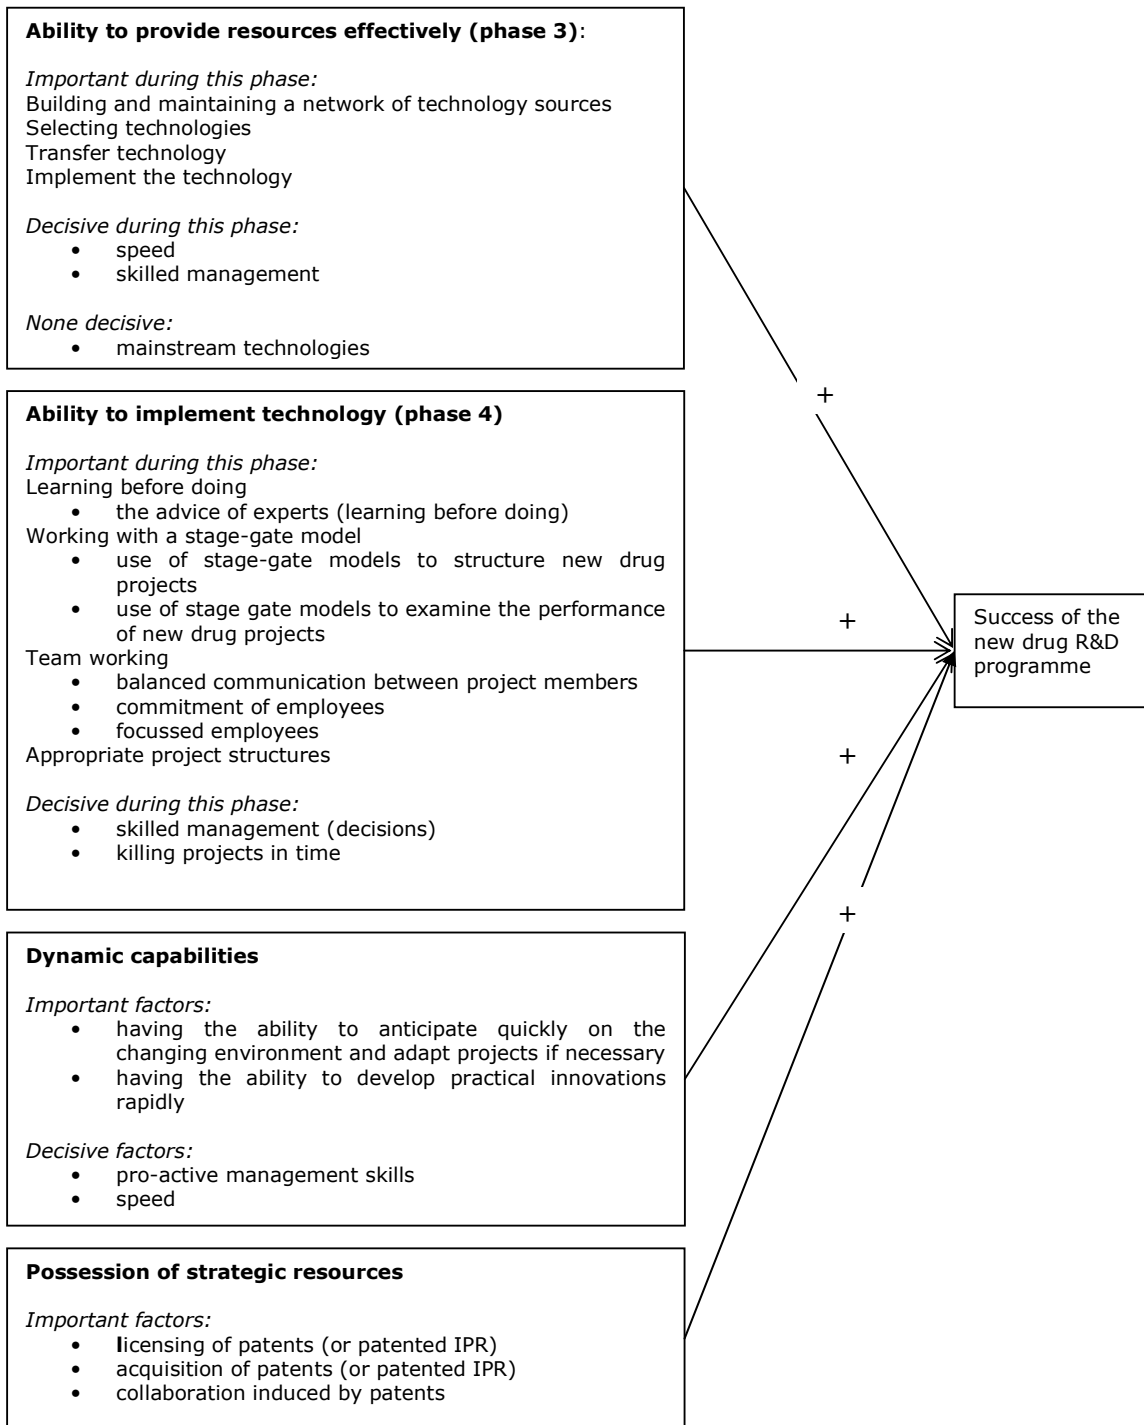 Ability to provide resources effectively (phase 3):
Important during this phase:
Building and maintaining a network of technology sources
Selecting technologies
Transfer technology
Implement the technology
Decisive during this phase:
• speed
• skilled management
None decisive:
• mainstream technologies
+
Ability to implement technology (phase 4)
Important during this phase:
Learning before doing
• the advice of experts (learning before doing)
Working with a stage-gate model
• use of stage-gate models to structure new drug
projects
• use of stage gate models to examine the performance
of new drug projects
Team working
• balanced communication between project members
• commitment of employees
• focussed employees
Appropriate project structures
Decisive during this phase:
• skilled management (decisions)
• killing projects in time
+
Success of the
new drug R&D
programme
+
+
Dynamic capabilities
Important factors:
• having the ability to anticipate quickly on the
changing environment and adapt projects if necessary
• having the ability to develop practical innovations
rapidly
Decisive factors:
• pro-active management skills
• speed
Possession of strategic resources
Important factors:
• licensing of patents (or patented IPR)
• acquisition of patents (or patented IPR)
• collaboration induced by patents